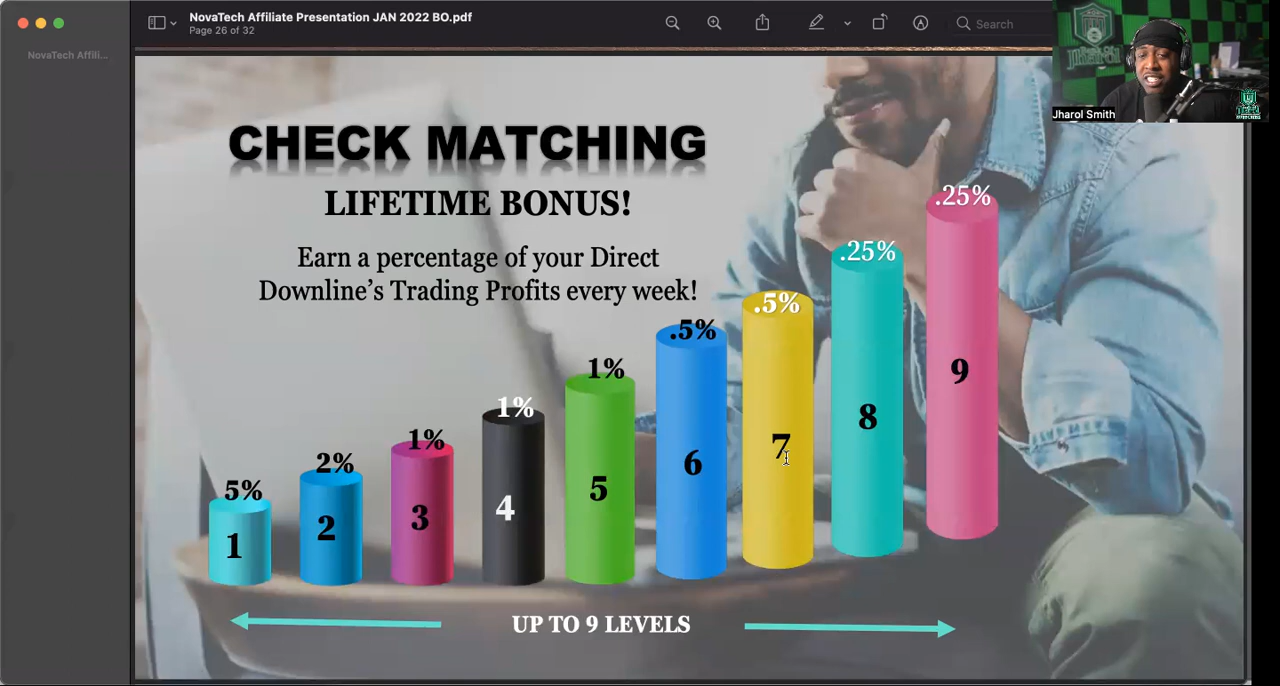 NovaTech Affiliate Presentation JAN 2022 BO.pdf
Page 26 of 32
Search
NovaTech Affili...
Jharol Smith
CHECK MATCHING
LIFETIME BONUS!
Earn a percentage of your Direct
Downline's Trading Profits every week!
5%
2%
1%
1%
1%
.5%
.5%
.25%
.25%
1
2
3
4
5
6
7
8
9
UP TO 9 LEVELS